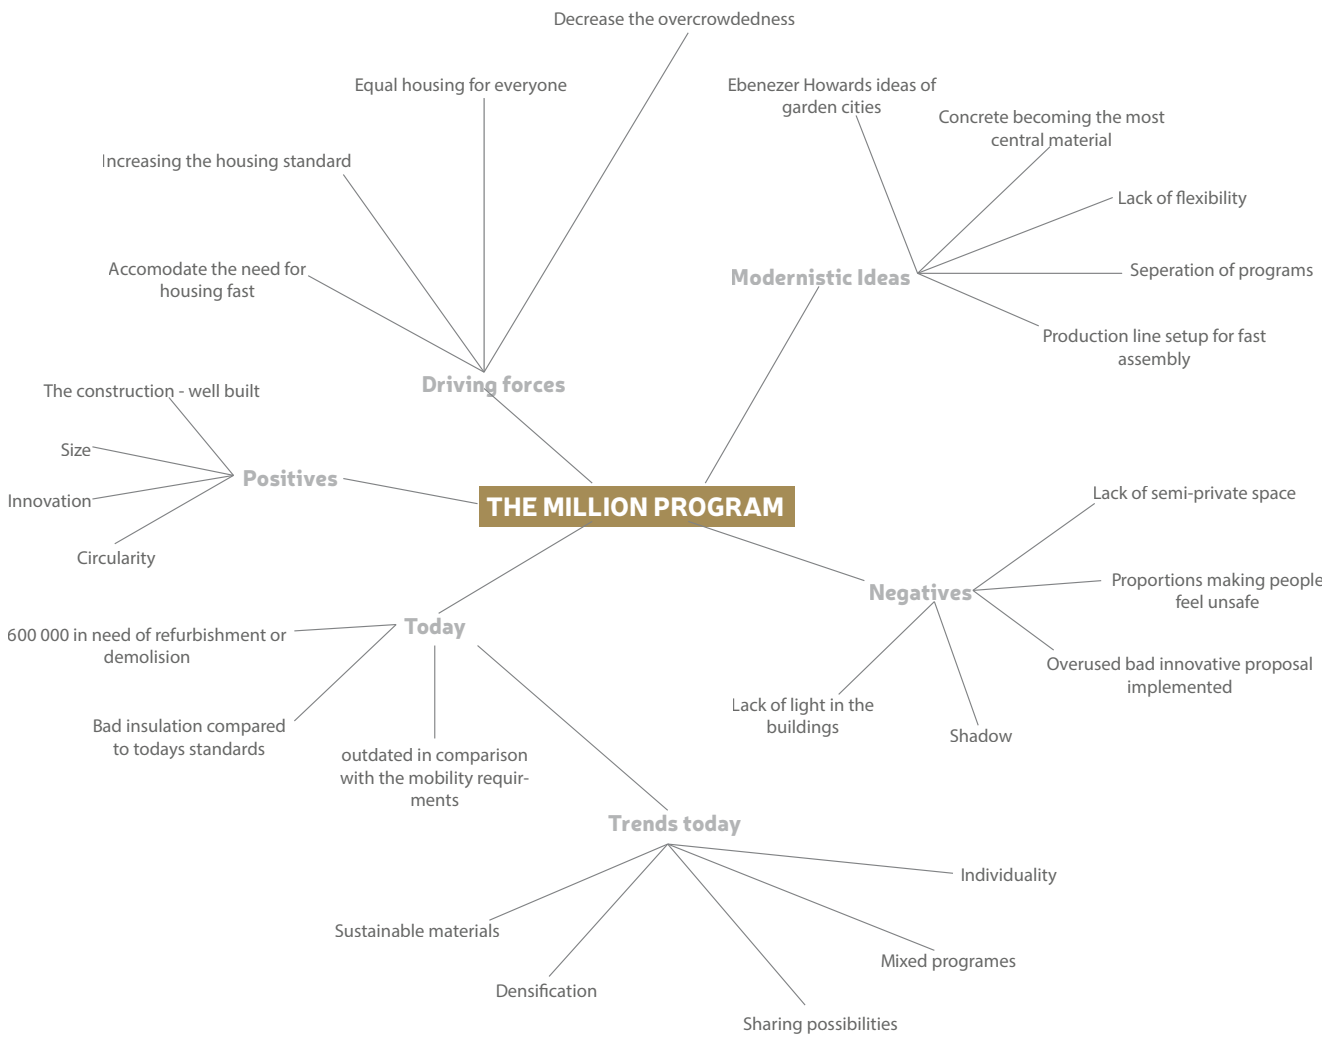 Decrease the overcrowdedness
Equal housing for everyone
Increasing the housing standard
Accomodate the need for
housing fast
Driving forces
Ebenezer Howards ideas of
garden cities
Concrete becoming the most
central material
Lack of flexibility
Seperation of programs
Production line setup for fast
assembly
Modernistic Ideas
The construction - well built
Size
Innovation
Circularity
Positives
THE MILLION PROGRAM
Lack of semi-private space
Proportions making people
feel unsafe
Overused bad innovative proposal
implemented
Negatives
Lack of light in the
buildings
Shadow
Today
600 000 in need of refurbishment or
demolision
Bad insulation compared
to todays standards
outdated in comparison
with the mobility requir-
ments
Trends today
Individuality
Sustainable materials
Mixed programes
Densification
Sharing possibilities